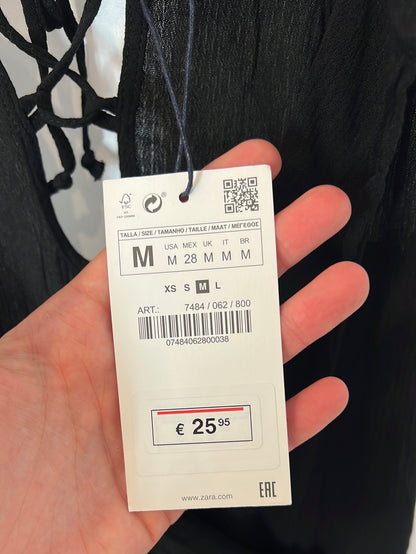 FSC
TALLA / SIZE / TAMANHO / TAILLE / MAAT / ΜΕΓΕΘΟΣ
M
USA MEX UK IT BR
M 28 M M M
XS S M L
ART.: 7484 / 062 / 800
07484062800038
€ 25 95
www.zara.com
EAC